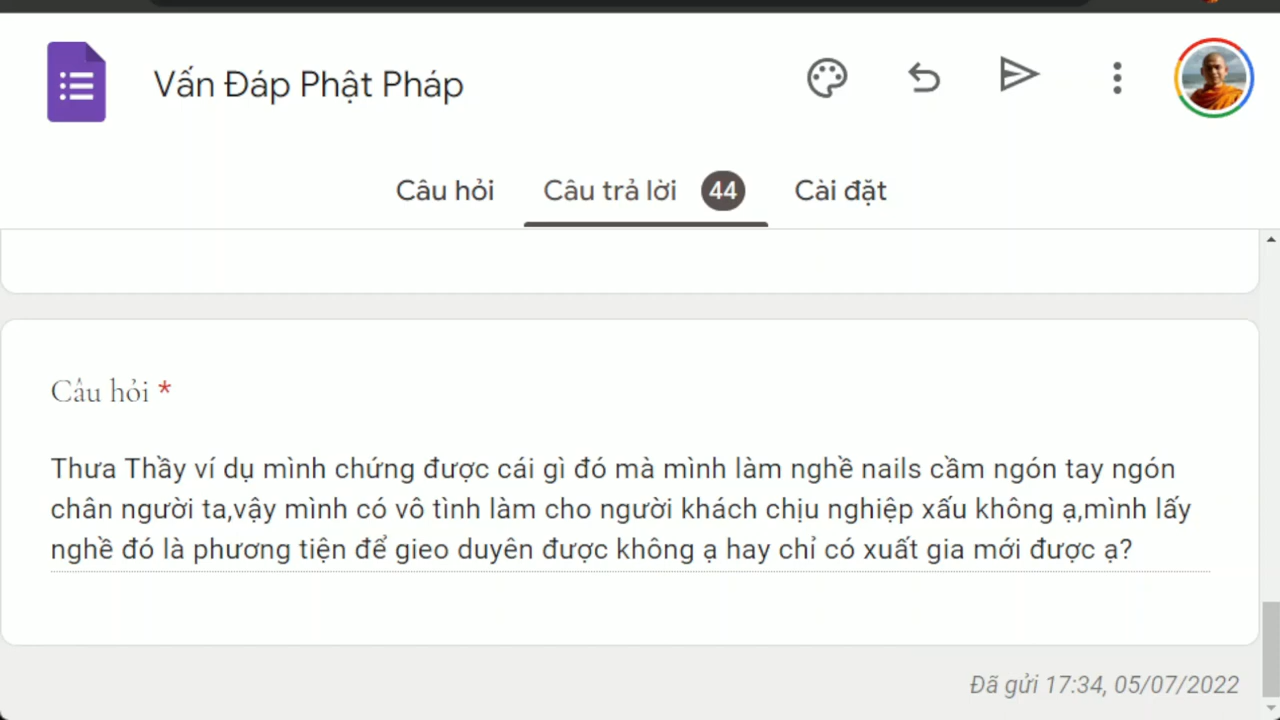 Vấn Đáp Phật Pháp
Câu hỏi Câu trả lời 44 Cài đặt
Câu hỏi *
Thưa Thầy ví dụ mình chứng được cái gì đó mà mình làm nghề nails cầm ngón tay ngón
chân người ta,vậy mình có vô tình làm cho người khách chịu nghiệp xấu không ạ,mình lấy
nghề đó là phương tiện để gieo duyên được không ạ hay chỉ có xuất gia mới được ạ?
Đã gửi 17:34, 05/07/2022